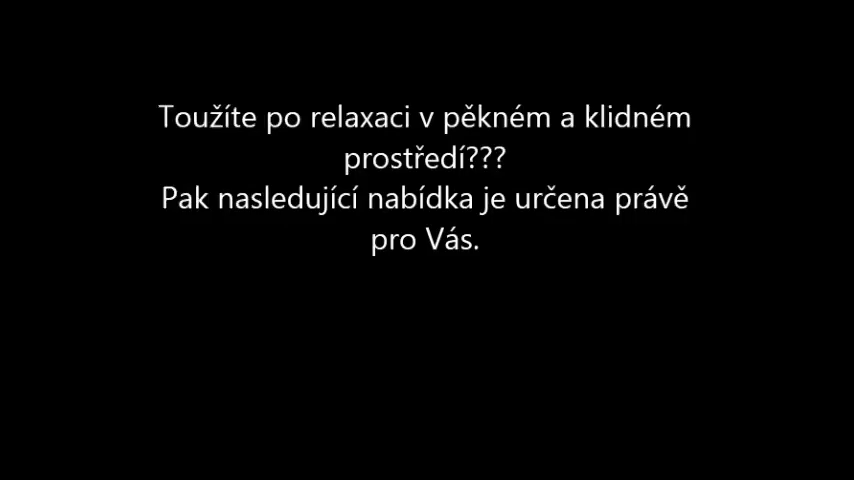 Toužíte po relaxaci v pěkném a klidném
prostředí???
Pak nasledující nabídka je určena právě
pro Vás.